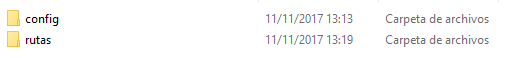 config 11/11/2017 13:13 Carpeta de archivos
rutas 11/11/2017 13:19 Carpeta de archivos